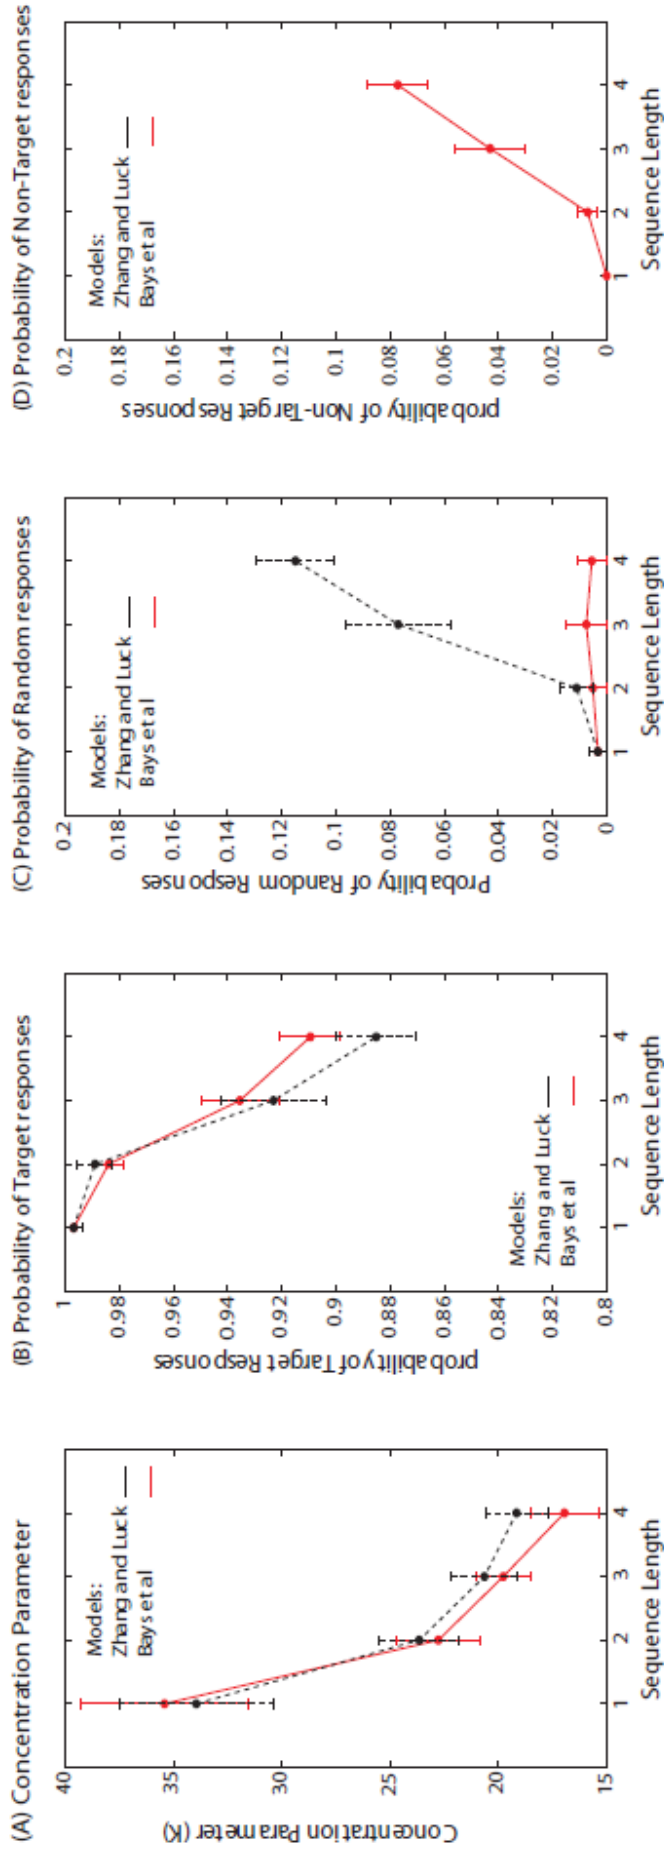 (A) Concentration Parameter
Concentration Parameter (K)
40
35
30
25
20
15
Models:
Zhang and Luck
Bays et al
1 2 3 4
Sequence Length
(B) Probability of Target responses
probability of Target Responses
1
0.98
0.96
0.94
0.92
0.9
0.88
0.86
0.84
0.82
0.8
Models:
Zhang and Luck
Bays et al
1 2 3 4
Sequence Length
(C) Probability of Random responses
Probability of Random Responses
0.2
0.18
0.16
0.14
0.12
0.1
0.08
0.06
0.04
0.02
0
Models:
Zhang and Luck
Bays et al
1 2 3 4
Sequence Length
(D) Probability of Non-Target responses
probability of Non-Target Responses
0.2
0.18
0.16
0.14
0.12
0.1
0.08
0.06
0.04
0.02
0
Models:
Zhang and Luck
Bays et al
1 2 3 4
Sequence Length